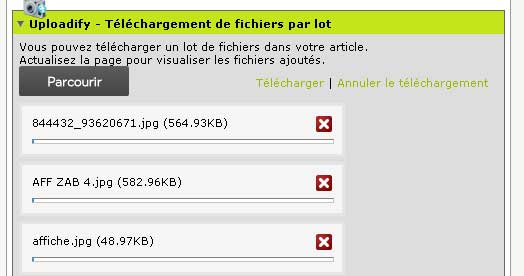 Uploadify - Téléchargement de fichiers par lot
Vous pouvez télécharger un lot de fichiers dans votre article.
Actualisez la page pour visualiser les fichiers ajoutés.
Parcourir
Télécharger | Annuler le téléchargement
844432_93620671.jpg (564.93KB)
AFF ZAB 4.jpg (582.96KB)
affiche.jpg (48.97KB)